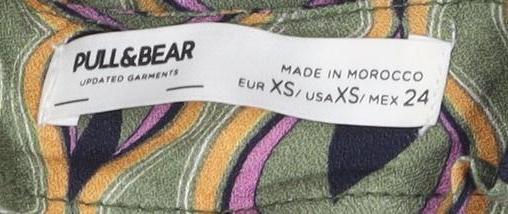 PULL&BEAR
UPDATED GARMENTS
MADE IN MOROCCO
EUR XS/ USA XS/ MEX 24